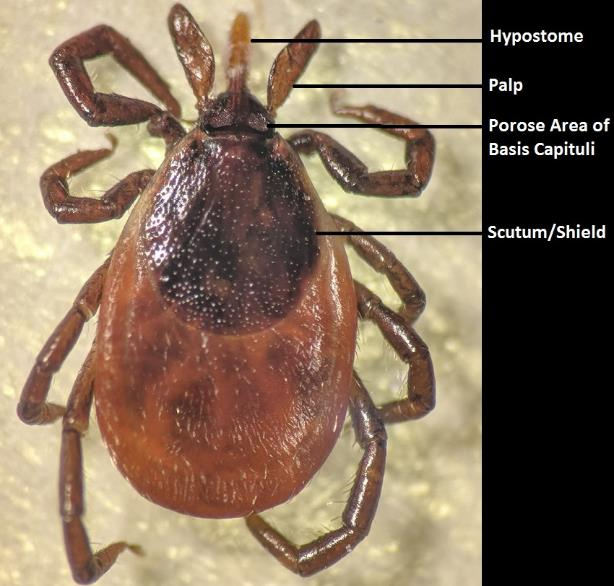 Hypostome
Palp
Porose Area of
Basis Capituli
Scutum/Shield